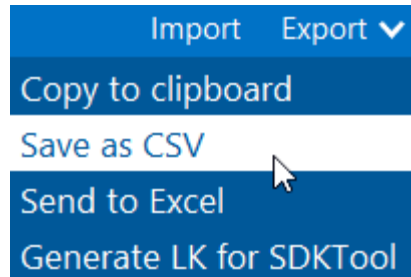 Import Export
Copy to clipboard
Save as CSV
Send to Excel
Generate LK for SDKTool